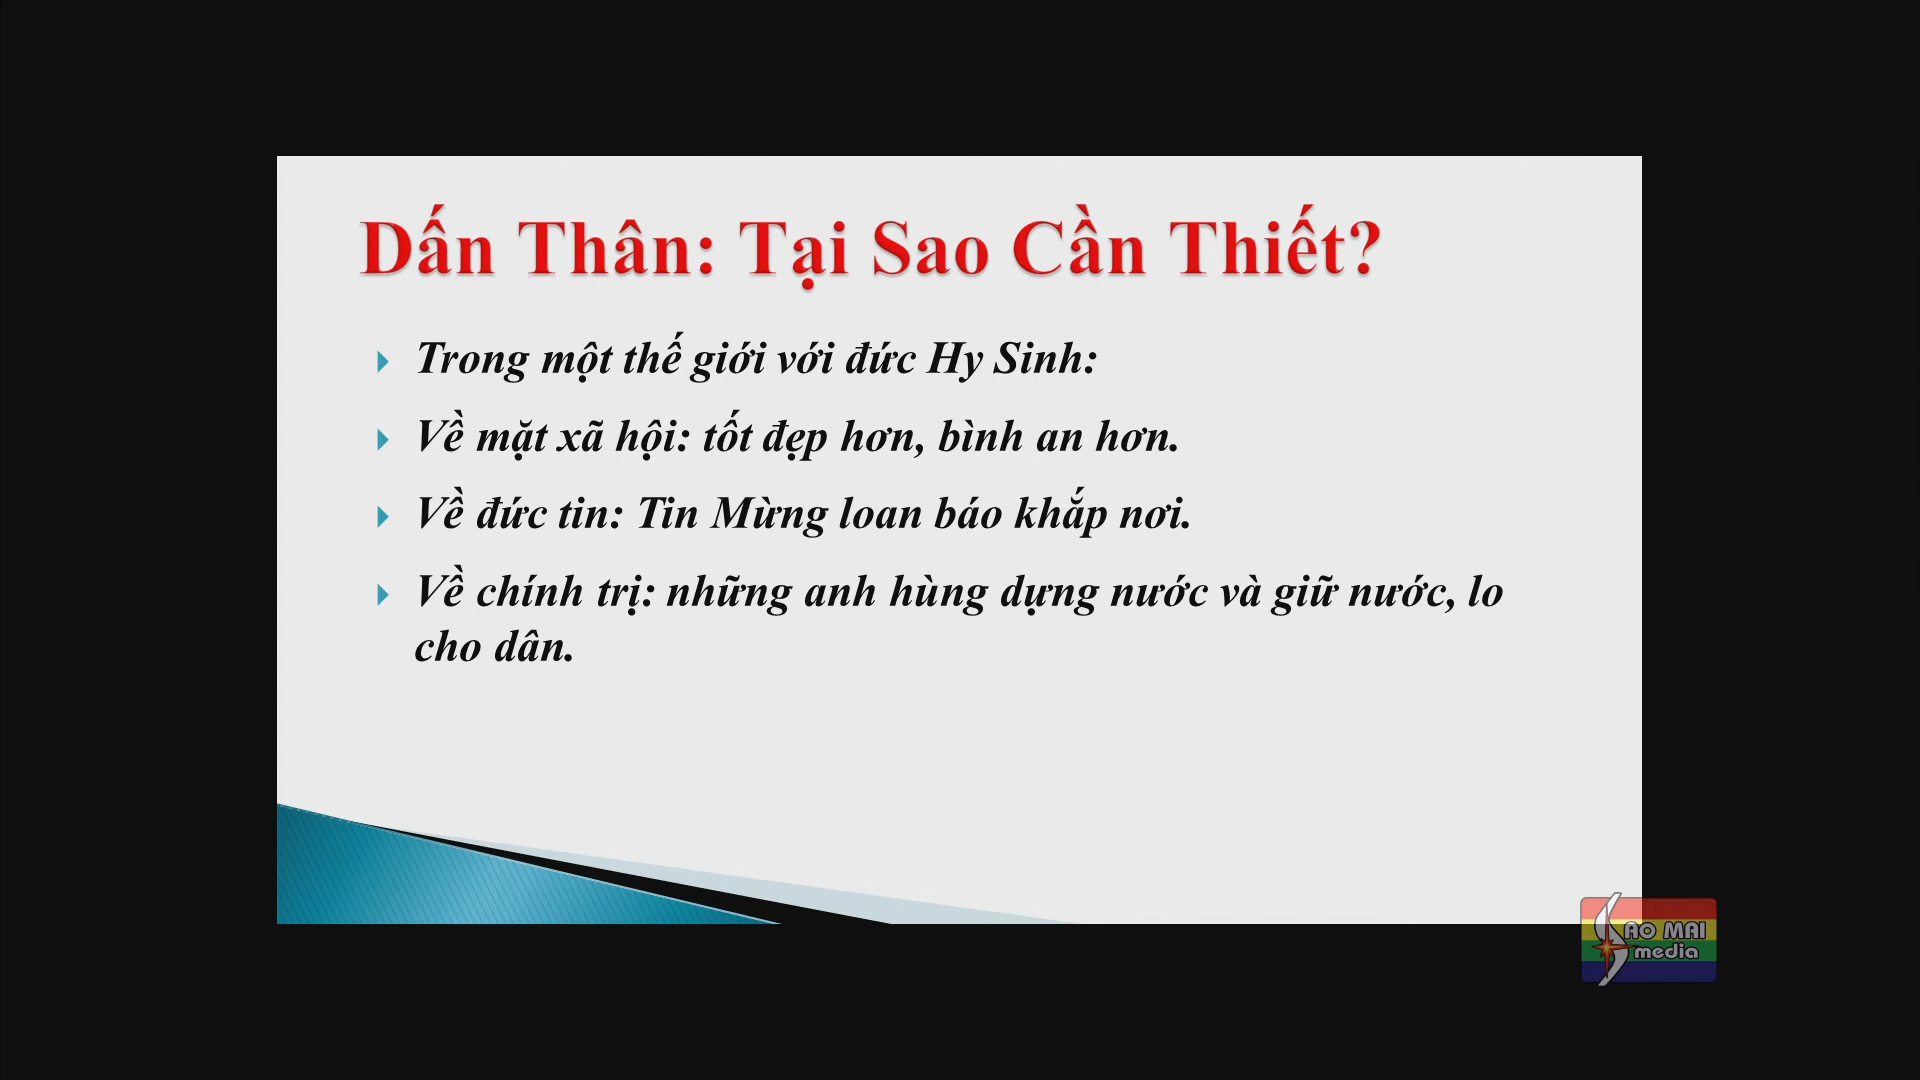 Dấn Thân: Tại Sao Cần Thiết?
Trong một thế giới với đức Hy Sinh:
Về mặt xã hội: tốt đẹp hơn, bình an hơn.
Về đức tin: Tin Mừng loan báo khắp nơi.
Về chính trị: những anh hùng dựng nước và giữ nước, lo
cho dân.
SAO MAI
media